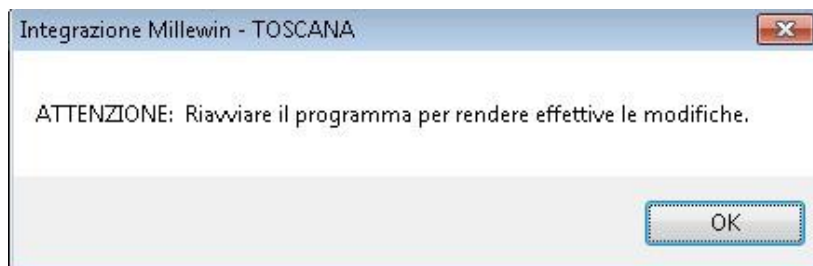 Integrazione Millewin - TOSCANA
ATTENZIONE: Riavviare il programma per rendere effettive le modifiche.
OK